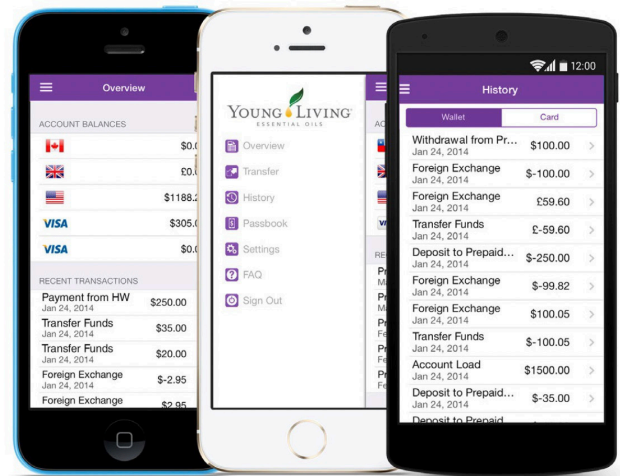 Overview
ACCOUNT BALANCES
$0.
£0.
$1188.2
VISA
$305.
VISA
$0.
RECENT TRANSACTIONS
Payment from HW
Jan 24, 2014
$250.00
Transfer Funds
Jan 24, 2014
$35.00
Transfer Funds
Jan 24, 2014
$20.00
Foreign Exchange
Jan 24, 2014
$-2.95
Foreign Exchange
$2.95
YOUNG LIVING
ESSENTIAL OILS
Overview
Transfer
History
Passbook
Settings
FAQ
Sign Out
12:00
History
Wallet
Card
Withdrawal from Pr...
Jan 24, 2014
$100.00
Foreign Exchange
Jan 24, 2014
$-100.00
Foreign Exchange
Jan 24, 2014
£59.60
Transfer Funds
Jan 24, 2014
£-59.60
Deposit to Prepaid...
Jan 24, 2014
$-250.00
Foreign Exchange
Jan 24, 2014
$-99.82
Foreign Exchange
Jan 24, 2014
$100.05
Transfer Funds
Jan 24, 2014
$-100.05
Account Load
Jan 24, 2014
$1500.00
Deposit to Prepaid...
Jan 24, 2014
$-35.00
Deposit to Prepaid